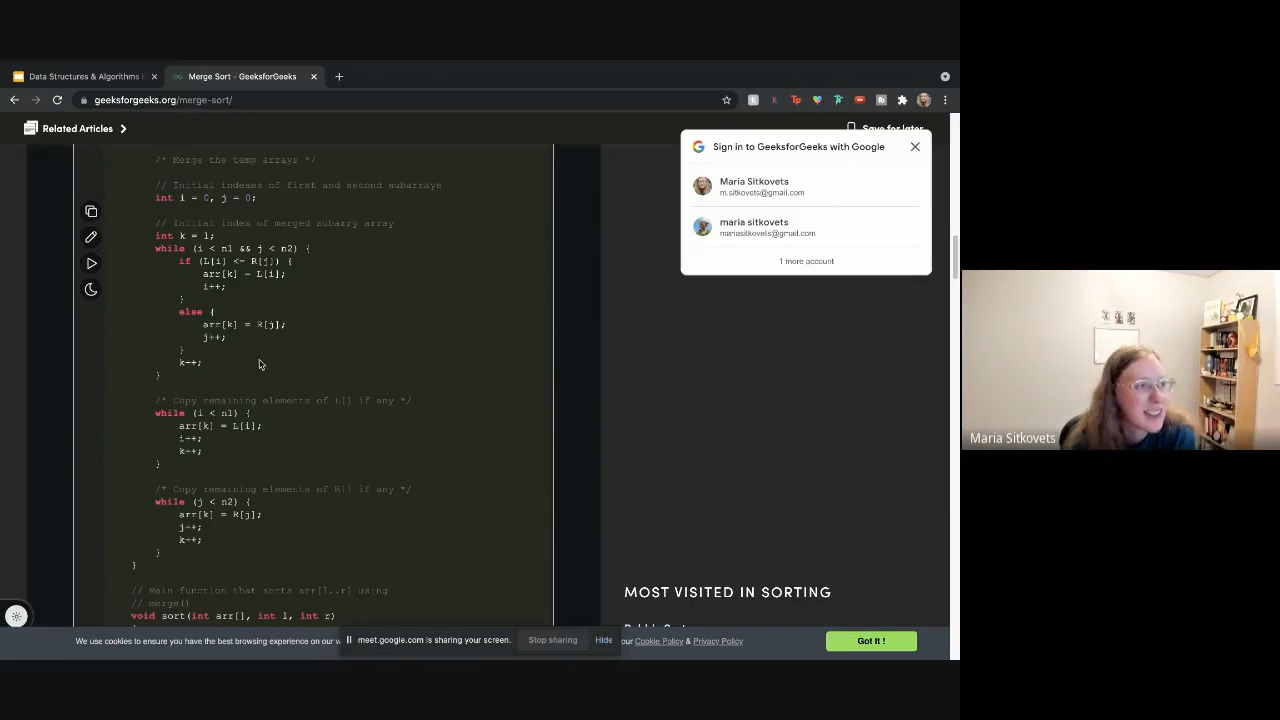 Data Structures & Algorithms i
Merge Sort - GeeksforGeeks
geeksforgeeks.org/merge-sort/
Related Articles
Save for later
Sign in to GeeksforGeeks with Google
Maria Sitkovets
m.sitkovets@gmail.com
maria sitkovets
mariasitkovets@gmail.com
1 more account
/* Merge the temp arrays */
// Initial indexes of first and second subarrays
int i = 0, j = 0;
// Initial index of merged subarry array
int k = l;
while (i < n1 && j < n2) {
if (L[i] <= R[j]) {
arr[k] = L[i];
i++;
}
else {
arr[k] = R[j];
j++;
}
k++;
}
/* Copy remaining elements of L[] if any */
while (i < n1) {
arr[k] = L[i];
i++;
k++;
}
/* Copy remaining elements of R[] if any */
while (j < n2) {
arr[k] = R[j];
j++;
k++;
}
}
// Main function that sorts arr[l..r] using
// merge()
void sort(int arr[], int l, int r)
MOST VISITED IN SORTING
We use cookies to ensure you have the best browsing experience on our
meet.google.com is sharing your screen.
Stop sharing
Hide
our Cookie Policy & Privacy Policy
Got It !
Maria Sitkovets